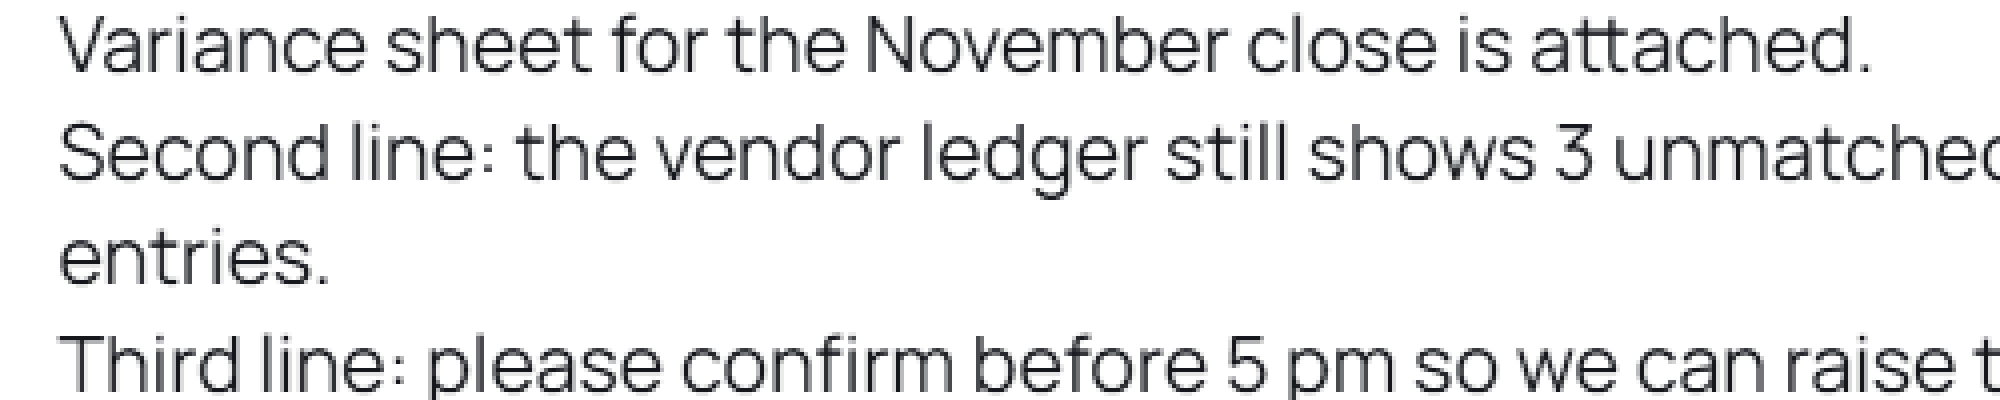 Variance sheet for the November close is attached.
Second line: the vendor ledger still shows 3 unmatched
entries.
Third line: please confirm before 5 pm so we can raise